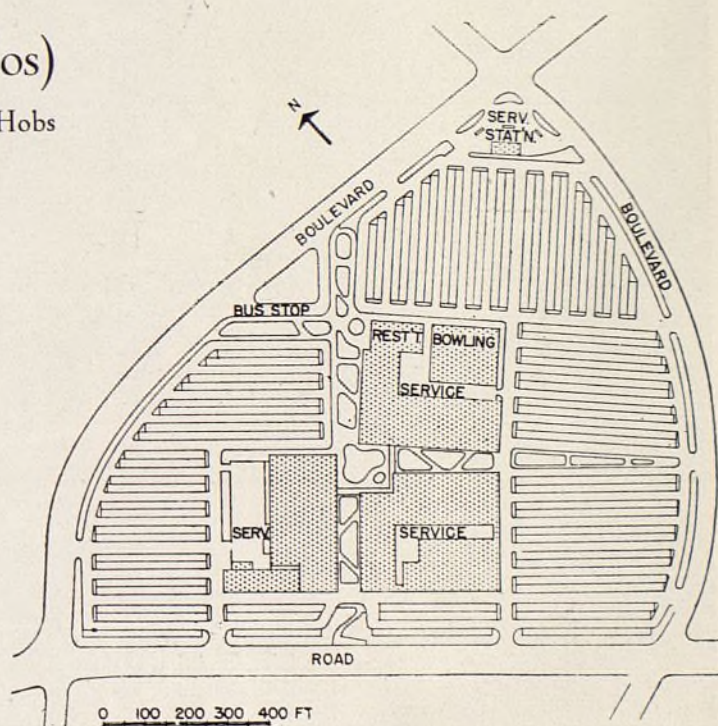 os)
Hobs
N
SERV.
STAT'N.
BOULEVARD
BOULEVARD
BUS STOP
REST'T.
BOWLING
SERVICE
SERV.
SERVICE
ROAD
0 100 200 300 400 FT